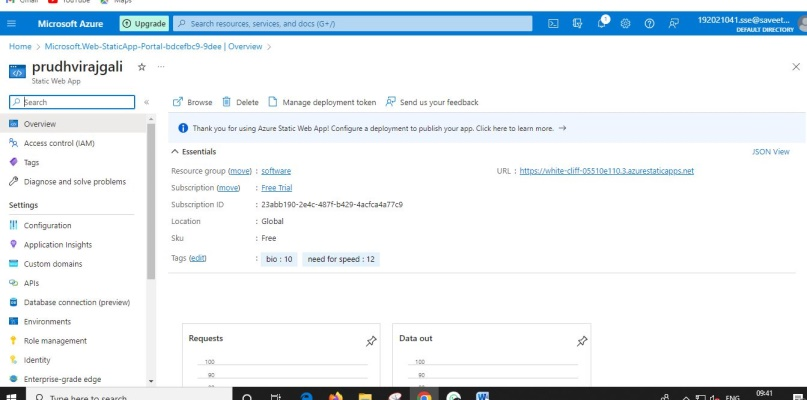 Gmail YouTube Maps
Microsoft Azure Upgrade Search resources, services, and docs (G+/) 1 192021041.sse@saveet...
DEFAULT DIRECTORY
Home > Microsoft.Web-StaticApp-Portal-bdcefbc9-9dee | Overview >
prudhvirajgali ☆ ...
Static Web App
Search «
Browse Delete Manage deployment token Send us your feedback
Overview
Access control (IAM)
Tags
Diagnose and solve problems
Settings
Configuration
Application Insights
Custom domains
APIs
Database connection (preview)
Environments
Role management
Identity
Enterprise-grade edge
Thank you for using Azure Static Web App! Configure a deployment to publish your app. Click here to learn more. →
Essentials JSON View
Resource group (move) : software
URL : https://white-cliff-05510e110.3.azurestaticapps.net
Subscription (move) : Free Trial
Subscription ID : 23abb190-2e4c-487f-b429-4acfca4a77c9
Location : Global
Sku : Free
Tags (edit) : bio : 10 need for speed : 12
Requests
100
90
Data out
100
90
Type here to search
ENG 09:41